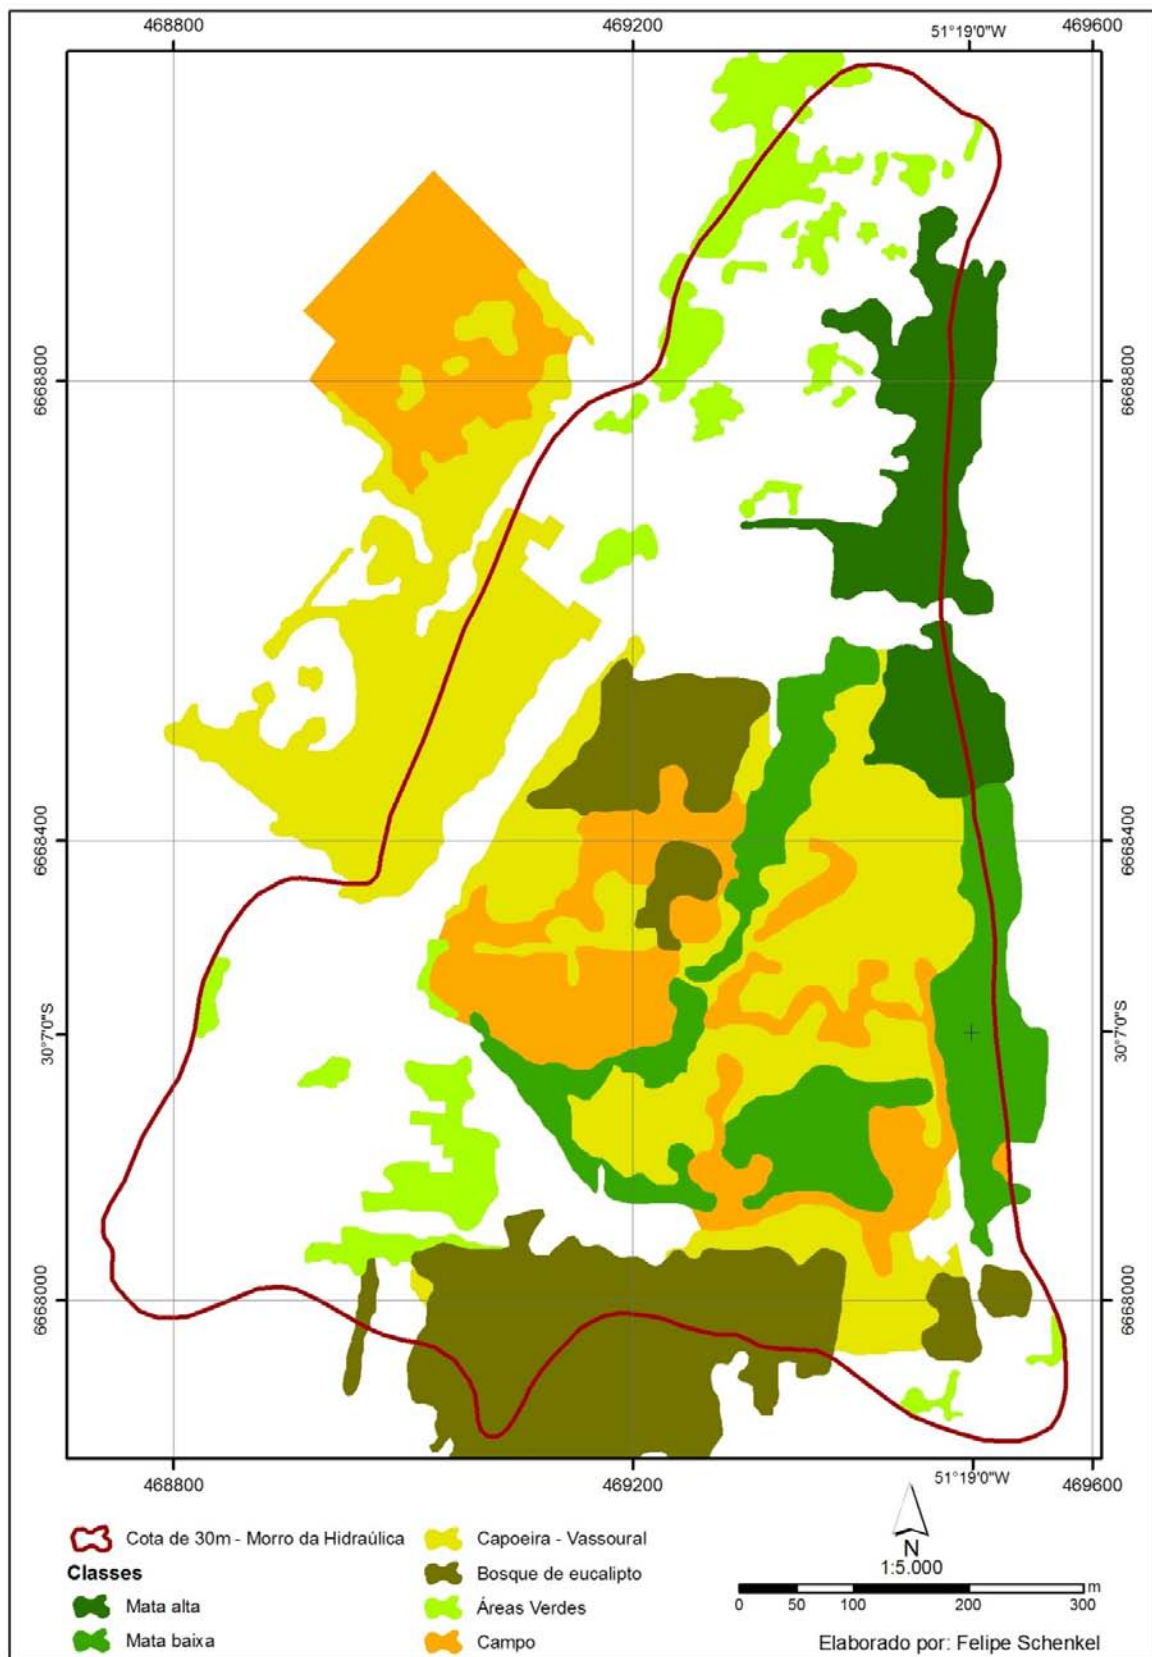 468800 469200 51°19'0"W 469600
6668800 6668800
6668400 6668400
30°7'0"S 30°7'0"S
6668000 6668000
468800 469200 51°19'0"W 469600
Cota de 30m - Morro da Hidraúlica
Classes
Mata alta
Mata baixa
Capoeira - Vassoural
Bosque de eucalipto
Áreas Verdes
Campo
N
1:5.000
m
0 50 100 200 300
Elaborado por: Felipe Schenkel